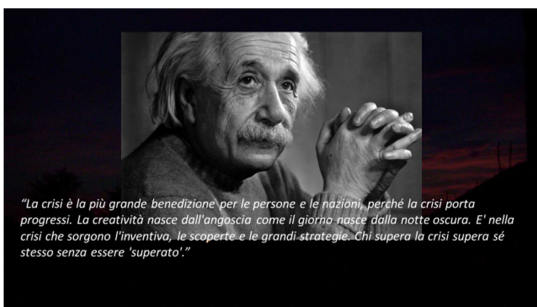 “La crisi è la più grande benedizione per le persone e le nazioni, perché la crisi porta
progressi. La creatività nasce dall'angoscia come il giorno nasce dalla notte oscura. E' nella
crisi che sorgono l'inventiva, le scoperte e le grandi strategie. Chi supera la crisi supera sé
stesso senza essere 'superato'.”